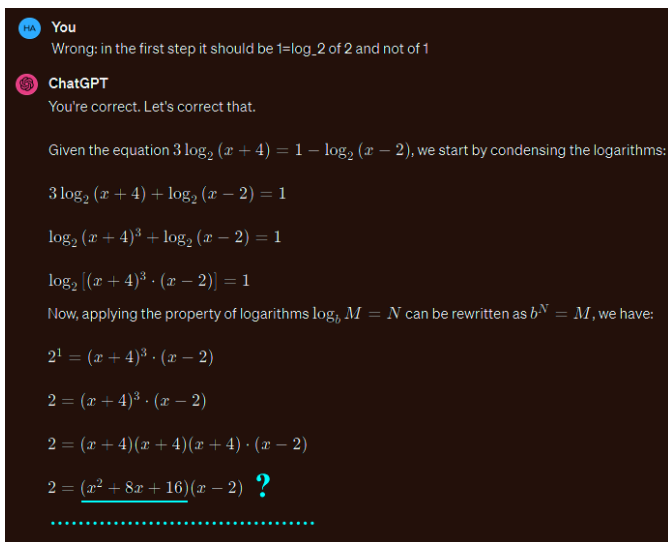 HA You
Wrong: in the first step it should be 1=log_2 of 2 and not of 1
ChatGPT
You're correct. Let's correct that.
Given the equation 3 log₂ (x + 4) = 1 − log₂ (x − 2), we start by condensing the logarithms:
3 log₂ (x + 4) + log₂ (x − 2) = 1
log₂ (x + 4)³ + log₂ (x − 2) = 1
log₂ [(x + 4)³ · (x − 2)] = 1
Now, applying the property of logarithms log_b M = N can be rewritten as b^N = M, we have:
2¹ = (x + 4)³ · (x − 2)
2 = (x + 4)³ · (x − 2)
2 = (x + 4)(x + 4)(x + 4) · (x − 2)
2 = (x² + 8x + 16)(x − 2) ?